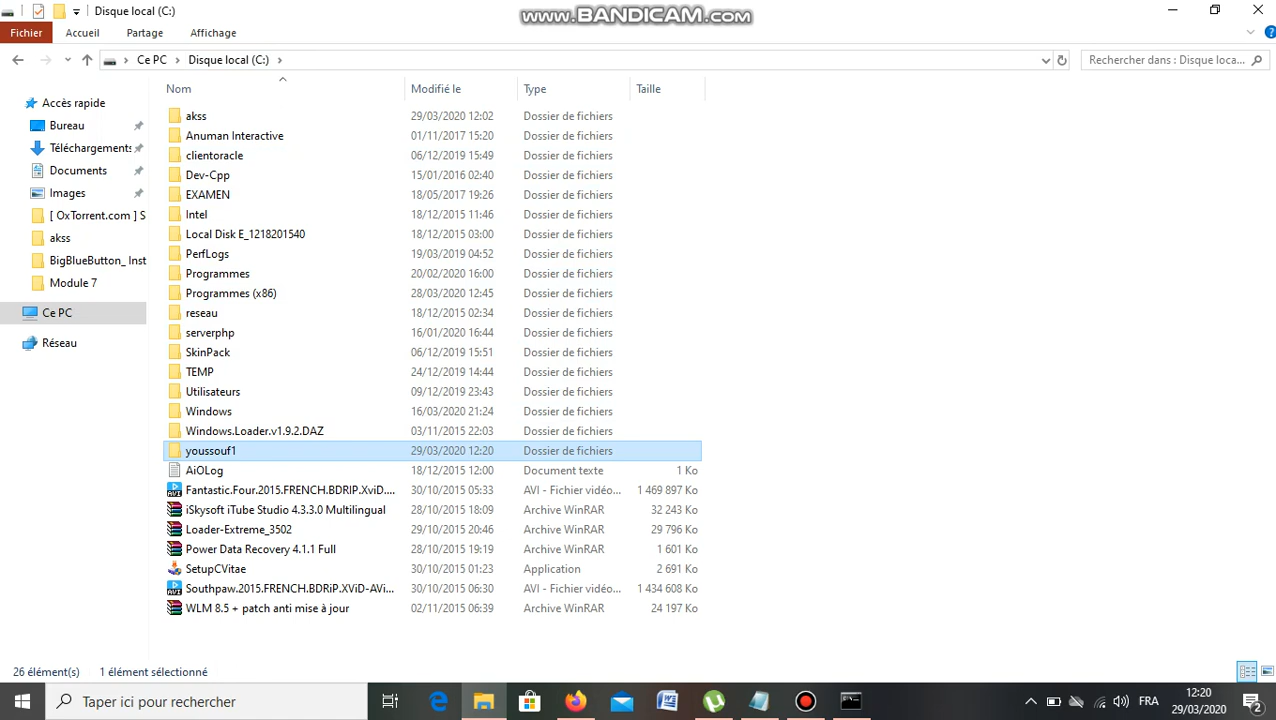 Disque local (C:)
www.BANDICAM.com
Fichier Accueil Partage Affichage
Ce PC Disque local (C:) Rechercher dans : Disque loca...
Nom Modifié le Type Taille
Accès rapide
Bureau
Téléchargements
Documents
Images
[ OxTorrent.com ] S
akss
BigBlueButton_ Inst
Module 7
Ce PC
Réseau
akss 29/03/2020 12:02 Dossier de fichiers
Anuman Interactive 01/11/2017 15:20 Dossier de fichiers
clientoracle 06/12/2019 15:49 Dossier de fichiers
Dev-Cpp 15/01/2016 02:40 Dossier de fichiers
EXAMEN 18/05/2017 19:26 Dossier de fichiers
Intel 18/12/2015 11:46 Dossier de fichiers
Local Disk E_1218201540 18/12/2015 03:00 Dossier de fichiers
PerfLogs 19/03/2019 04:52 Dossier de fichiers
Programmes 20/02/2020 16:00 Dossier de fichiers
Programmes (x86) 28/03/2020 12:45 Dossier de fichiers
reseau 18/12/2015 02:34 Dossier de fichiers
serverphp 16/01/2020 16:44 Dossier de fichiers
SkinPack 06/12/2019 15:51 Dossier de fichiers
TEMP 24/12/2019 14:44 Dossier de fichiers
Utilisateurs 09/12/2019 23:43 Dossier de fichiers
Windows 16/03/2020 21:24 Dossier de fichiers
Windows.Loader.v1.9.2.DAZ 03/11/2015 22:03 Dossier de fichiers
youssouf1 29/03/2020 12:20 Dossier de fichiers
AiOLog 18/12/2015 12:00 Document texte 1 Ko
Fantastic.Four.2015.FRENCH.BDRIP.XviD.... 30/10/2015 05:33 AVI - Fichier vidéo... 1 469 897 Ko
iSkysoft iTube Studio 4.3.3.0 Multilingual 28/10/2015 18:09 Archive WinRAR 32 243 Ko
Loader-Extreme_3502 29/10/2015 20:46 Archive WinRAR 29 796 Ko
Power Data Recovery 4.1.1 Full 28/10/2015 19:19 Archive WinRAR 1 601 Ko
SetupCVitae 30/10/2015 01:23 Application 2 691 Ko
Southpaw.2015.FRENCH.BDRiP.XViD-AVi... 30/10/2015 06:30 AVI - Fichier vidéo... 1 434 608 Ko
WLM 8.5 + patch anti mise à jour 02/11/2015 06:39 Archive WinRAR 24 197 Ko
26 élément(s) 1 élément sélectionné
Taper ici pour rechercher
FRA
12:20
29/03/2020
2